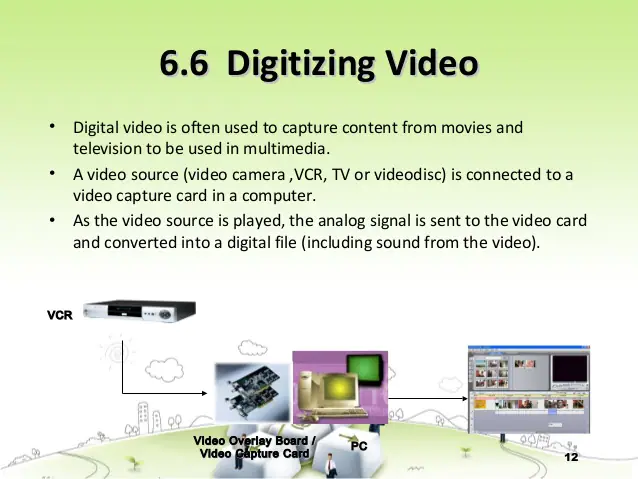 6.6 Digitizing Video
• Digital video is often used to capture content from movies and
television to be used in multimedia.
• A video source (video camera ,VCR, TV or videodisc) is connected to a
video capture card in a computer.
• As the video source is played, the analog signal is sent to the video card
and converted into a digital file (including sound from the video).
VCR
Video Overlay Board /
Video Capture Card
PC
12